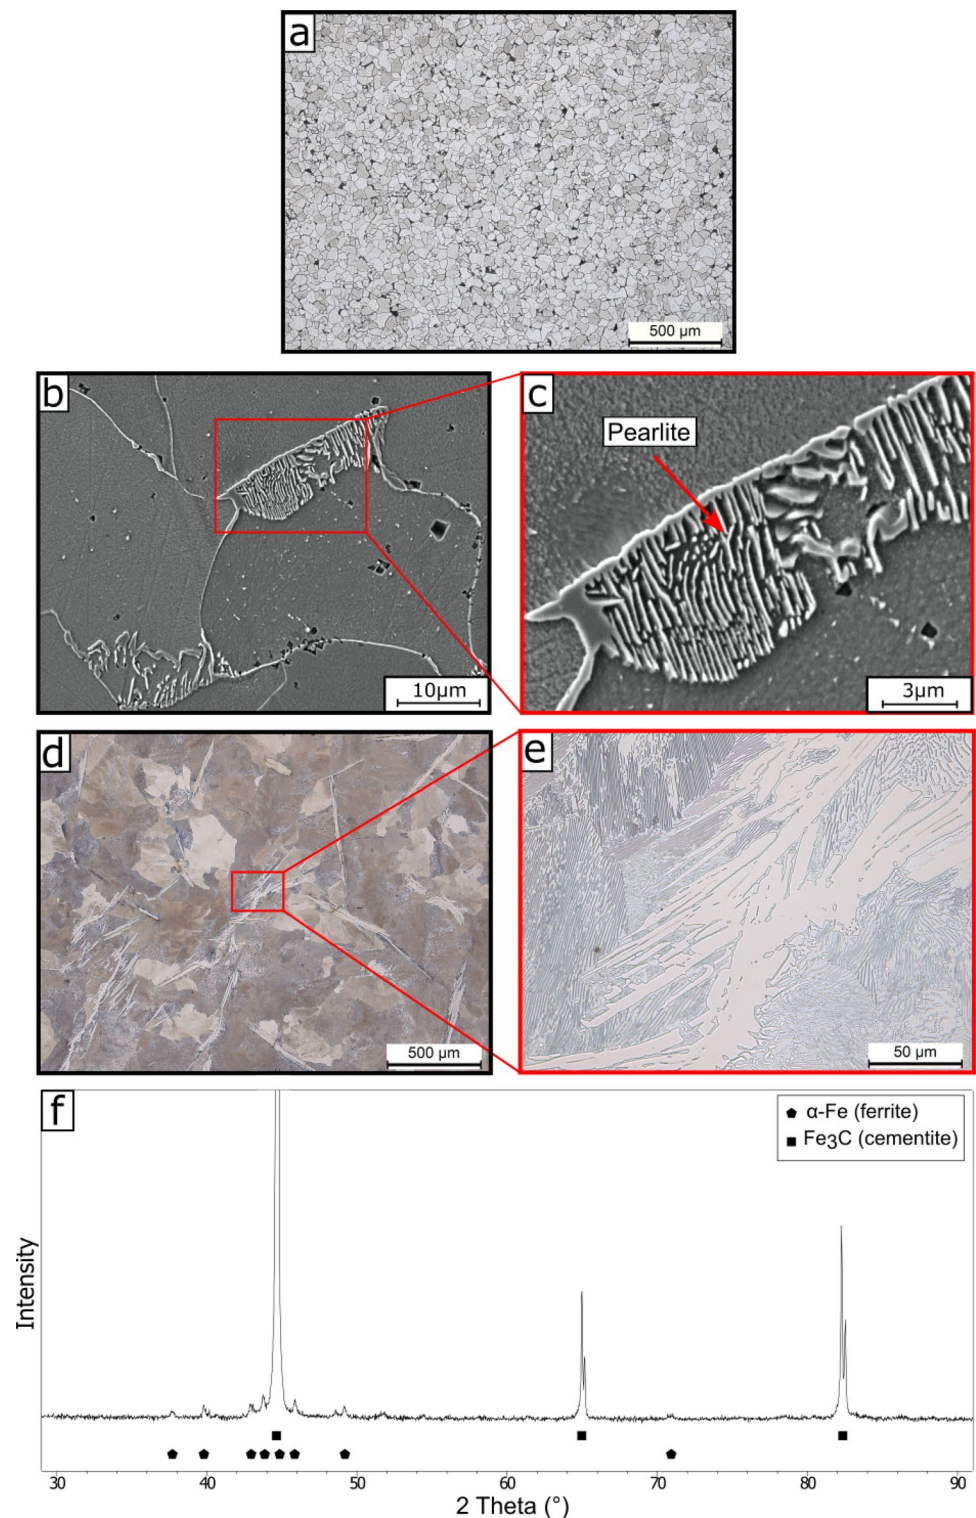 a
500 µm
b
10µm
c
Pearlite
3µm
d
500 µm
e
50 µm
f
α-Fe (ferrite)
Fe3C (cementite)
Intensity
30 40 50 60 70 80 90
2 Theta (°)